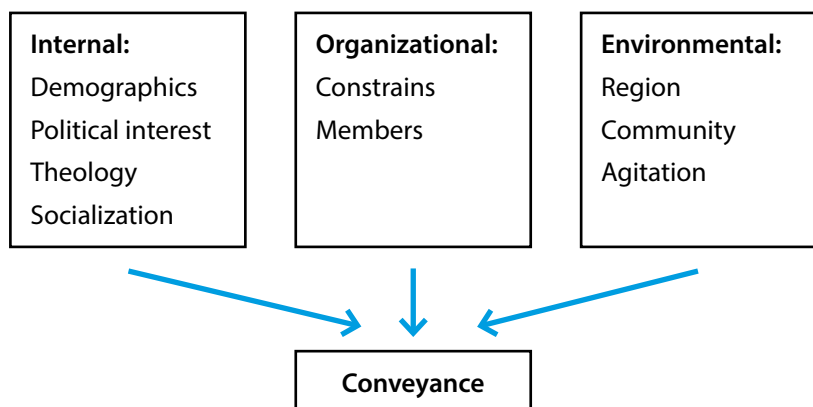 Internal:
Demographics
Political interest
Theology
Socialization
Organizational:
Constrains
Members
Environmental:
Region
Community
Agitation
Conveyance